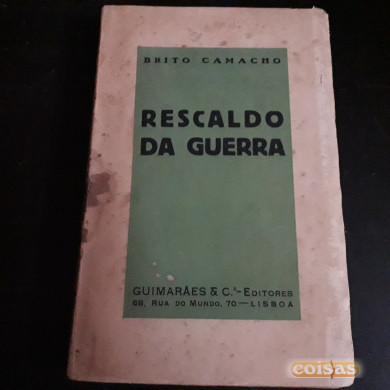 BRITO CAMACHO
RESCALDO
DA GUERRA
GUIMARÃES & C.ª—EDITORES
68, RUA DO MUNDO, 70—LISBOA
coisas